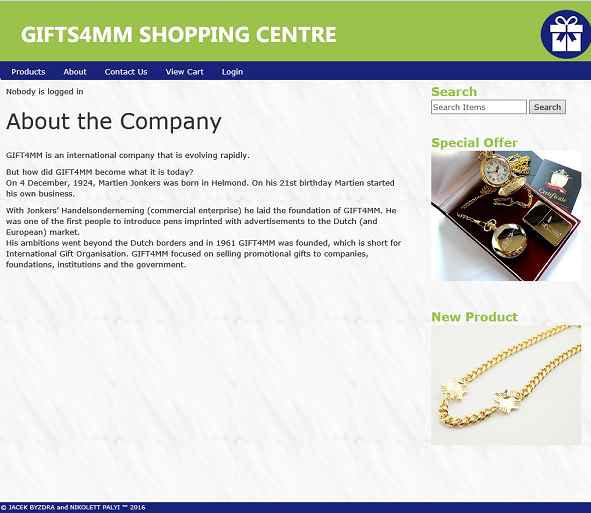 GIFTS4MM SHOPPING CENTRE
Products About Contact Us View Cart Login
Nobody is logged in
About the Company
GIFT4MM is an international company that is evolving rapidly.
But how did GIFT4MM become what it is today?
On 4 December, 1924, Martien Jonkers was born in Helmond. On his 21st birthday Martien started
his own business.
With Jonkers’ Handelsonderneming (commercial enterprise) he laid the foundation of GIFT4MM. He
was one of the first people to introduce pens imprinted with advertisements to the Dutch (and
European) market.
His ambitions went beyond the Dutch borders and in 1961 GIFT4MM was founded, which is short for
International Gift Organisation. GIFT4MM focused on selling promotional gifts to companies,
foundations, institutions and the government.
Search
Search Items Search
Special Offer
Certificate
New Product
© JACEK BYZDRA and NIKOLETT PALYI ™ 2016